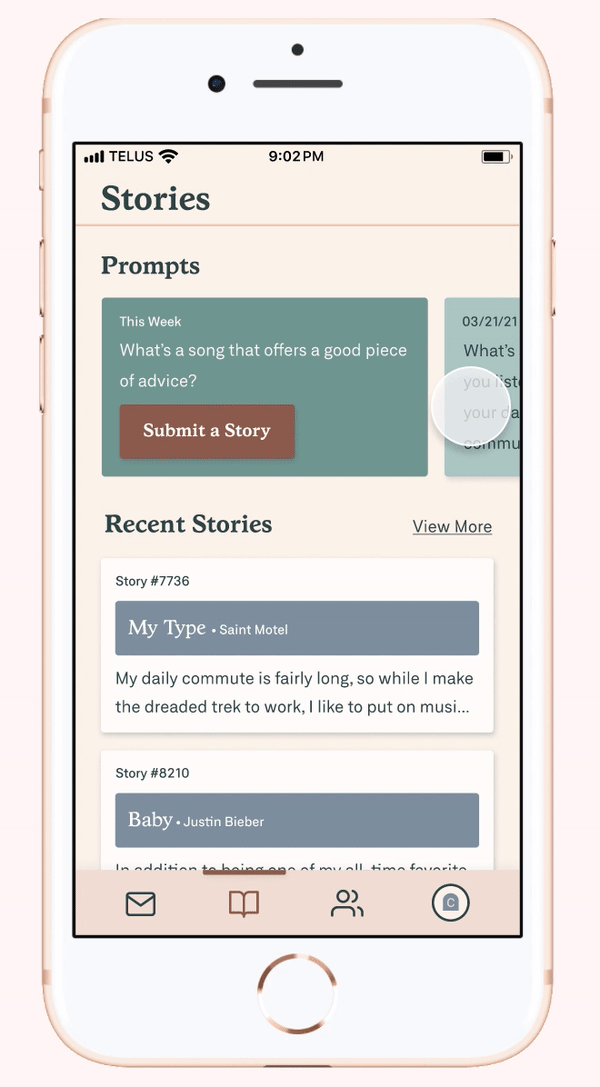 TELUS 9:02 PM
Stories
Prompts
This Week
What's a song that offers a good piece
of advice?
Submit a Story
03/21/21
What's
you liste
your da
commu
Recent Stories
View More
Story #7736
My Type • Saint Motel
My daily commute is fairly long, so while I make
the dreaded trek to work, I like to put on musi...
Story #8210
Baby • Justin Bieber
In addition to being one of my all-time favorite
C